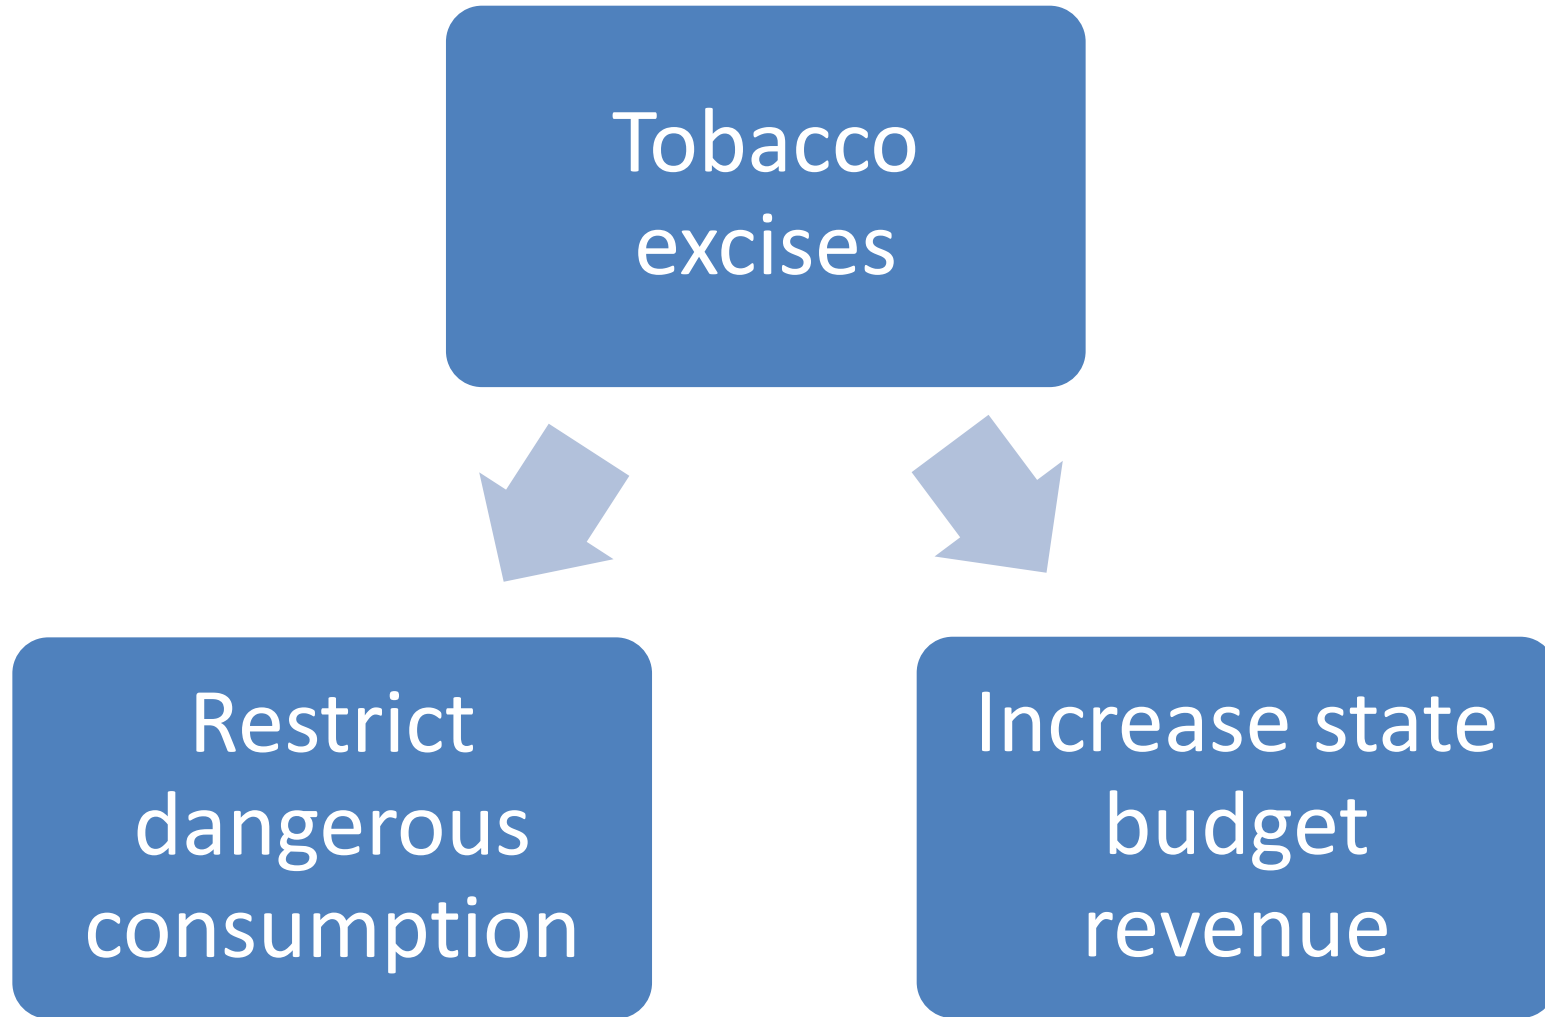 Tobacco
excises
Restrict
dangerous
consumption
Increase state
budget
revenue